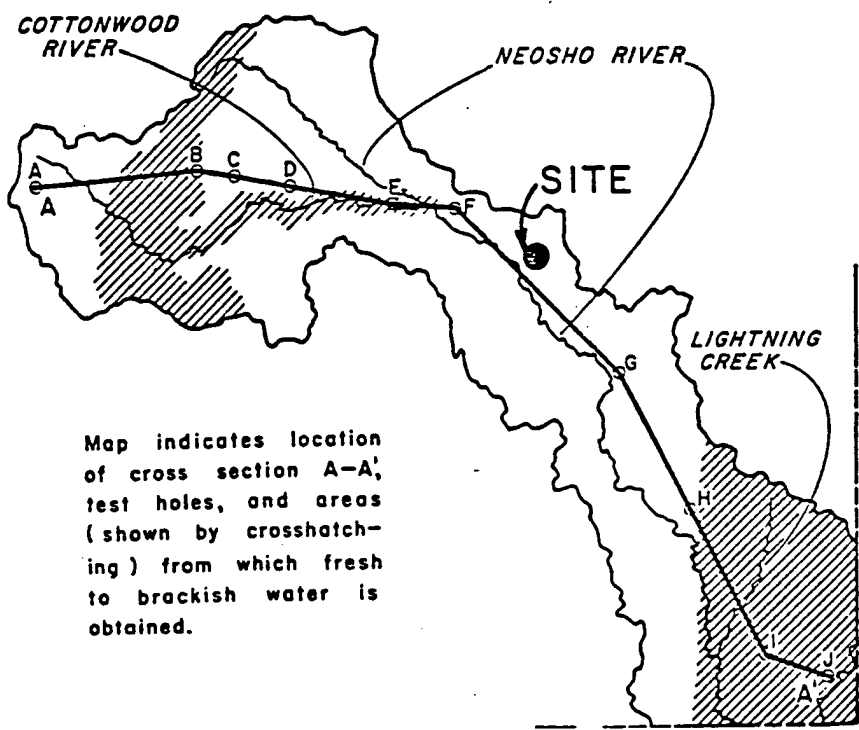 COTTONWOOD
RIVER
NEOSHO RIVER
SITE
A
A
B
C
D
E
F
G
LIGHTNING
CREEK
H
I
J
A'
Map indicates location
of cross section A-A',
test holes, and areas
(shown by crosshatch-
ing) from which fresh
to brackish water is
obtained.